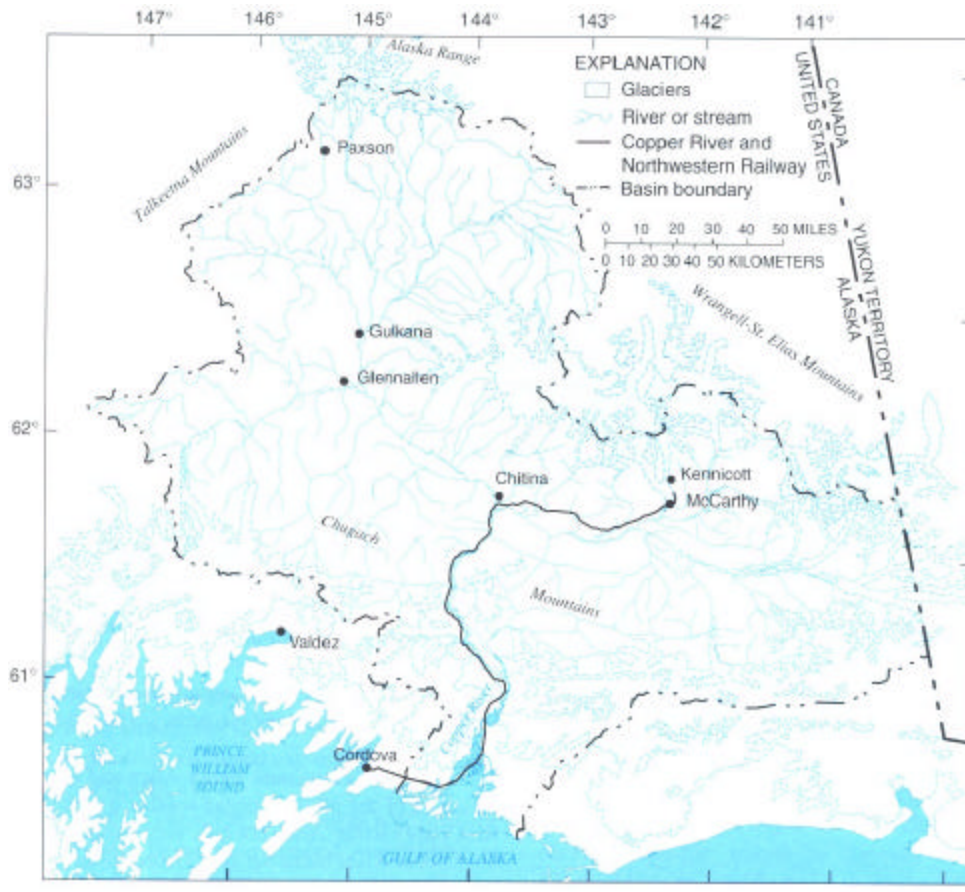 147° 146° 145° 144° 143° 142° 141°
Alaska Range
EXPLANATION
Glaciers
River or stream
Copper River and
Northwestern Railway
Basin boundary
0 10 20 30 40 50 MILES
0 10 20 30 40 50 KILOMETERS
CANADA
UNITED STATES
Talkeetna Mountains
Paxson
63°
YUKON TERRITORY
ALASKA
Wrangell-St. Elias Mountains
Gulkana
Glennallen
62°
Chitina
Kennicott
McCarthy
Chugach
Mountains
Valdez
61°
Copper River
Cordova
PRINCE
WILLIAM
SOUND
GULF OF ALASKA